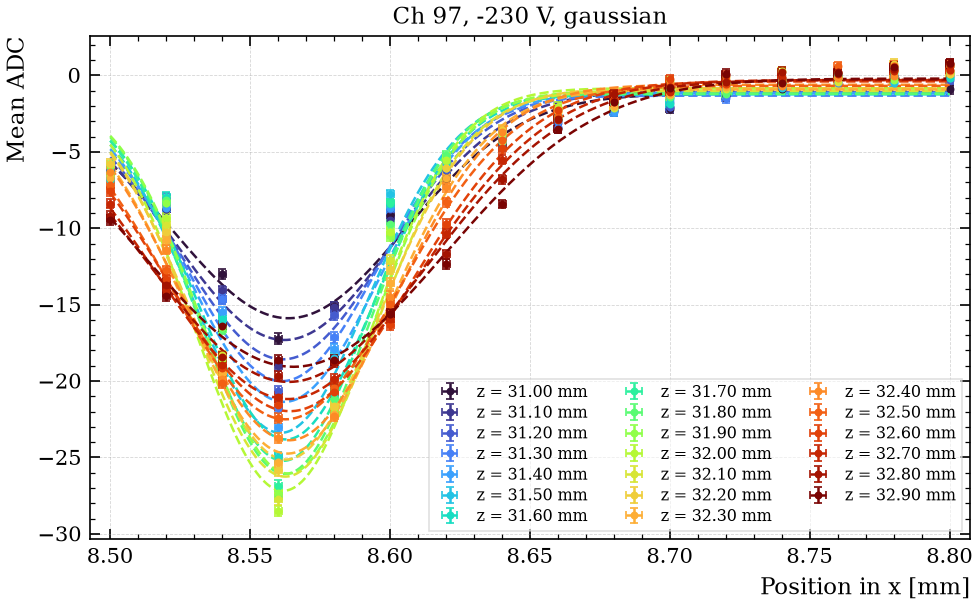 Ch 97, -230 V, gaussian
Mean ADC
0
−5
−10
−15
−20
−25
−30
z = 31.00 mm
z = 31.10 mm
z = 31.20 mm
z = 31.30 mm
z = 31.40 mm
z = 31.50 mm
z = 31.60 mm
z = 31.70 mm
z = 31.80 mm
z = 31.90 mm
z = 32.00 mm
z = 32.10 mm
z = 32.20 mm
z = 32.30 mm
z = 32.40 mm
z = 32.50 mm
z = 32.60 mm
z = 32.70 mm
z = 32.80 mm
z = 32.90 mm
8.50 8.55 8.60 8.65 8.70 8.75 8.80
Position in x [mm]